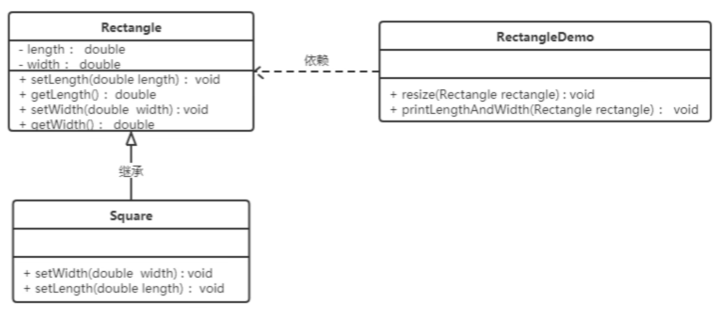 Rectangle
- length： double
- width： double
+ setLength(double length)： void
+ getLength()： double
+ setWidth(double  width) : void
+ getWidth()： double
依赖
RectangleDemo
+ resize(Rectangle rectangle) : void
+ printLengthAndWidth(Rectangle rectangle)： void
继承
Square
+ setWidth(double  width) : void
+ setLength(double length)： void